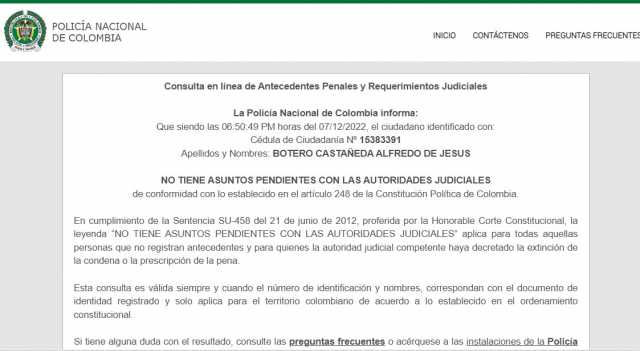 POLICÍA NACIONAL
DE COLOMBIA
INICIO CONTÁCTENOS PREGUNTAS FRECUENTES
Consulta en línea de Antecedentes Penales y Requerimientos Judiciales
La Policía Nacional de Colombia informa:
Que siendo las 06:50:49 PM horas del 07/12/2022, el ciudadano identificado con:
Cédula de Ciudadanía Nº 15383391
Apellidos y Nombres: BOTERO CASTAÑEDA ALFREDO DE JESUS
NO TIENE ASUNTOS PENDIENTES CON LAS AUTORIDADES JUDICIALES
de conformidad con lo establecido en el artículo 248 de la Constitución Política de Colombia.
En cumplimiento de la Sentencia SU-458 del 21 de junio de 2012, proferida por la Honorable Corte Constitucional, la
leyenda “NO TIENE ASUNTOS PENDIENTES CON LAS AUTORIDADES JUDICIALES” aplica para todas aquellas
personas que no registran antecedentes y para quienes la autoridad judicial competente haya decretado la extinción de
la condena o la prescripción de la pena.
Esta consulta es válida siempre y cuando el número de identificación y nombres, correspondan con el documento de
identidad registrado y solo aplica para el territorio colombiano de acuerdo a lo establecido en el ordenamiento
constitucional.
Si tiene alguna duda con el resultado, consulte las preguntas frecuentes o acérquese a las instalaciones de la Policía